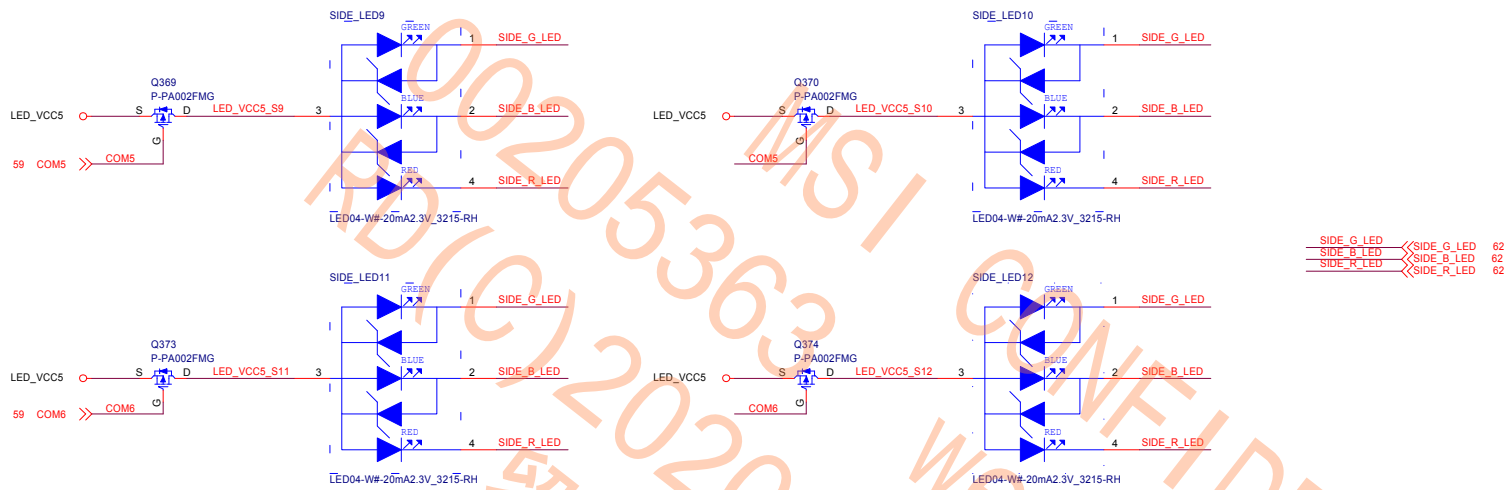 SIDE_LED9
GREEN
1 SIDE_G_LED
Q369
P-PA002FMG
LED_VCC5 S D LED_VCC5_S9 3
BLUE
2 SIDE_B_LED
G
59 COM5 COM5
RED
4 SIDE_R_LED
LED04-W#-20mA2.3V_3215-RH
SIDE_LED10
GREEN
1 SIDE_G_LED
Q370
P-PA002FMG
LED_VCC5 S D LED_VCC5_S10 3
BLUE
2 SIDE_B_LED
G
COM5
RED
4 SIDE_R_LED
LED04-W#-20mA2.3V_3215-RH
SIDE_G_LED SIDE_G_LED 62
SIDE_B_LED SIDE_B_LED 62
SIDE_R_LED SIDE_R_LED 62
SIDE_LED11
GREEN
1 SIDE_G_LED
Q373
P-PA002FMG
LED_VCC5 S D LED_VCC5_S11 3
BLUE
2 SIDE_B_LED
G
59 COM6 COM6
RED
4 SIDE_R_LED
LED04-W#-20mA2.3V_3215-RH
SIDE_LED12
GREEN
1 SIDE_G_LED
Q374
P-PA002FMG
LED_VCC5 S D LED_VCC5_S12 3
BLUE
2 SIDE_B_LED
G
COM6
RED
4 SIDE_R_LED
LED04-W#-20mA2.3V_3215-RH
00205363
MSI CONFIDE
RD(C)2020